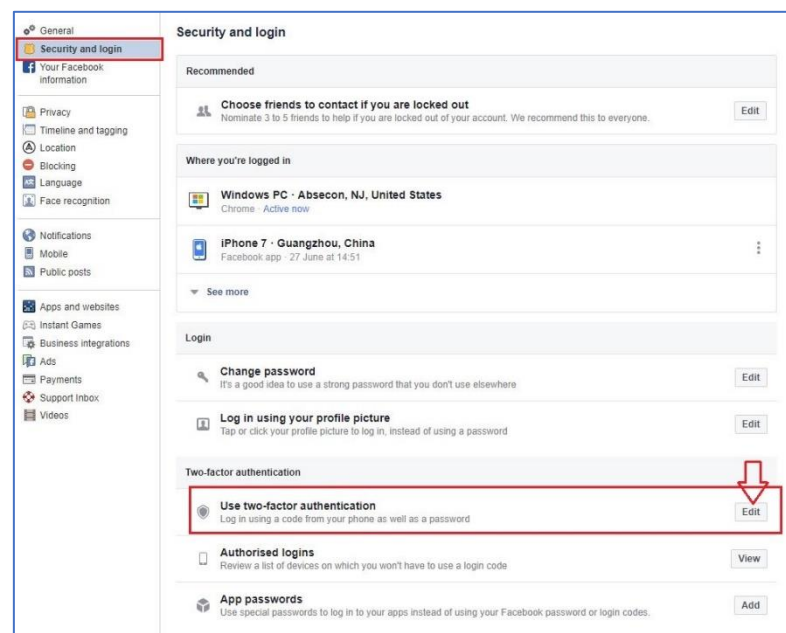 General
Security and login
Your Facebook
information
Privacy
Timeline and tagging
Location
Blocking
Language
Face recognition
Notifications
Mobile
Public posts
Apps and websites
Instant Games
Business integrations
Ads
Payments
Support Inbox
Videos
Security and login
Recommended
Choose friends to contact if you are locked out
Nominate 3 to 5 friends to help if you are locked out of your account. We recommend this to everyone.
Edit
Where you're logged in
Windows PC · Absecon, NJ, United States
Chrome · Active now
iPhone 7 · Guangzhou, China
Facebook app · 27 June at 14:51
See more
Login
Change password
It's a good idea to use a strong password that you don't use elsewhere
Edit
Log in using your profile picture
Tap or click your profile picture to log in, instead of using a password
Edit
Two-factor authentication
Use two-factor authentication
Log in using a code from your phone as well as a password
Edit
Authorised logins
Review a list of devices on which you won't have to use a login code
View
App passwords
Use special passwords to log in to your apps instead of using your Facebook password or login codes.
Add